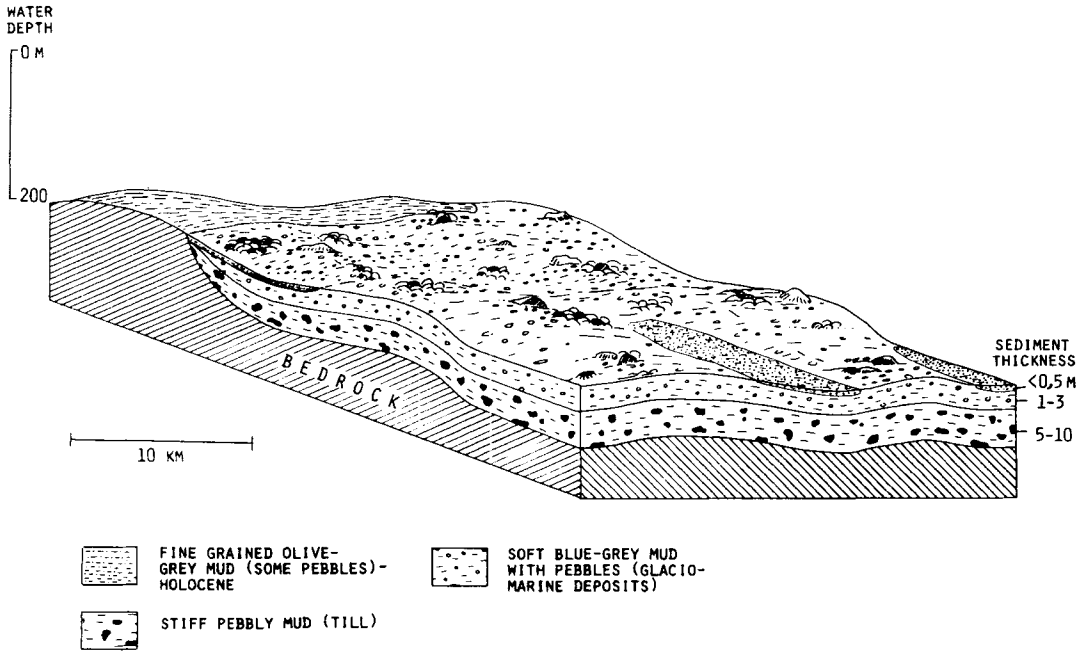 WATER
DEPTH
0 M
200
BEDROCK
10 KM
SEDIMENT
THICKNESS
<0,5 M
1-3
5-10
FINE GRAINED OLIVE-
GREY MUD (SOME PEBBLES)-
HOLOCENE
SOFT BLUE-GREY MUD
WITH PEBBLES (GLACIO-
MARINE DEPOSITS)
STIFF PEBBLY MUD (TILL)